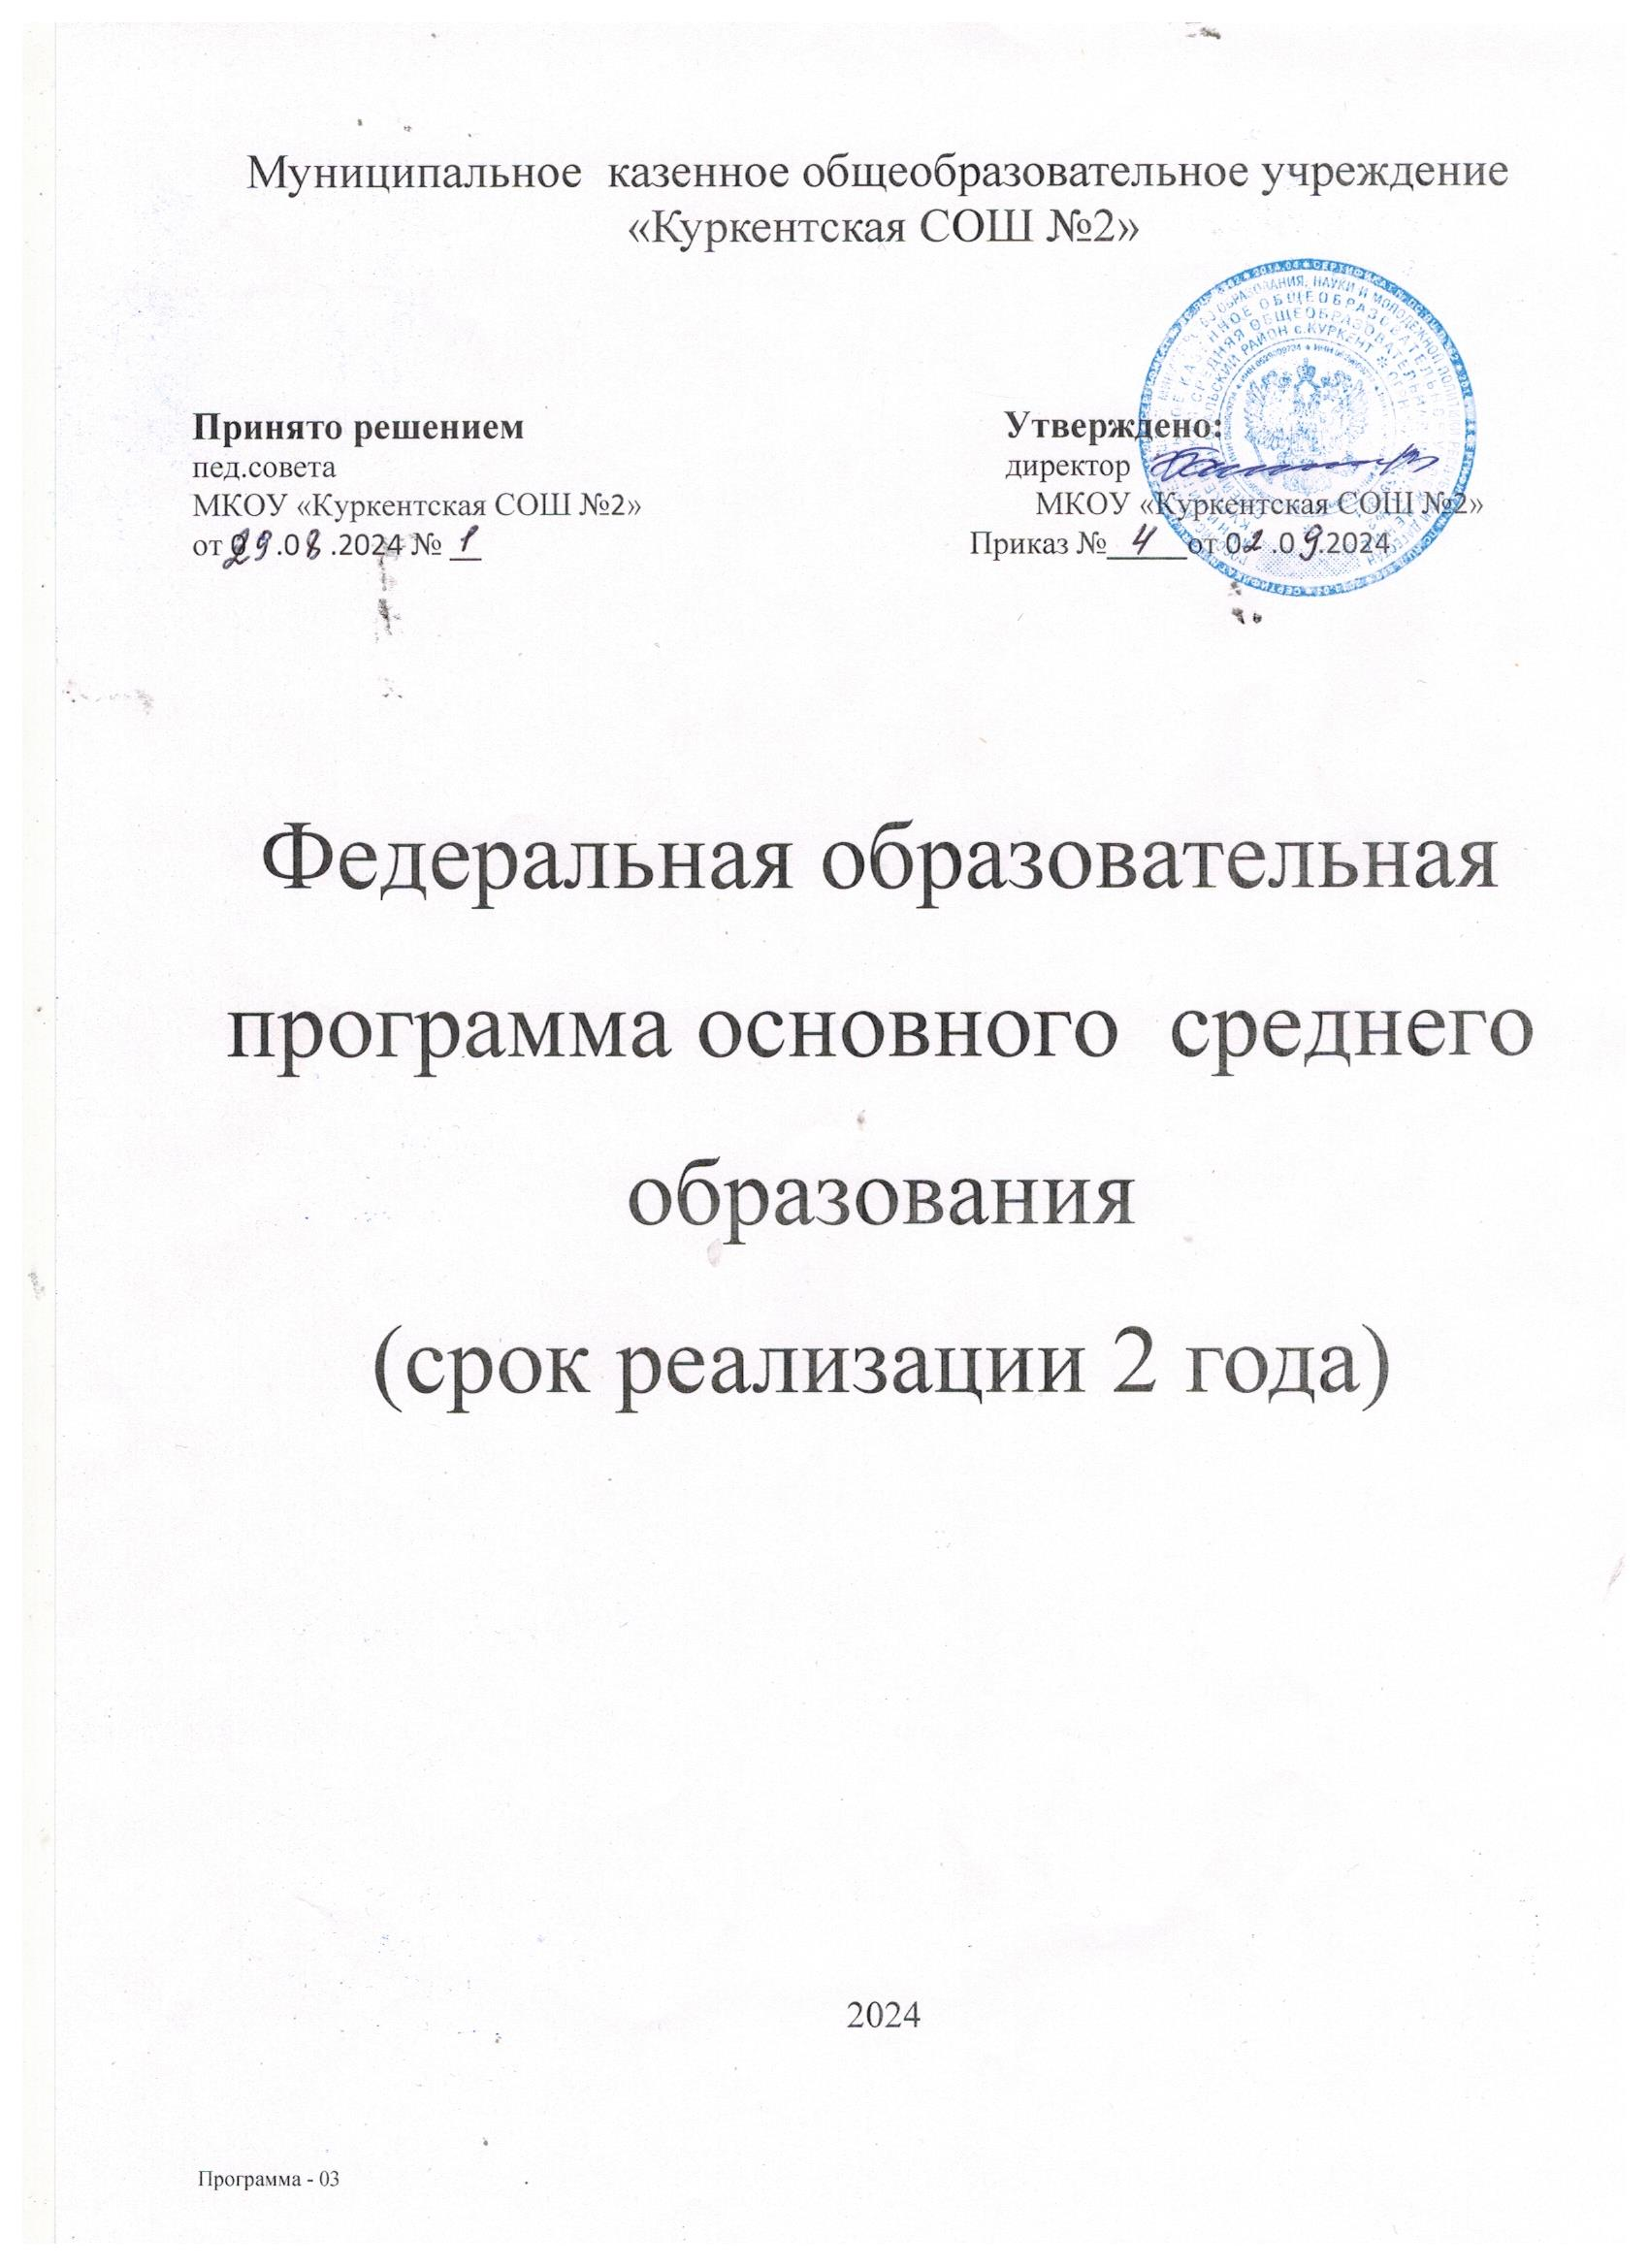 Муниципальное казенное общеобразовательное учреждение
«Куркентская СОШ №2»
Принято решением
пед.совета
МКОУ «Куркентская СОШ №2»
от 29.08.2024 № 1
Утверждено:
директор
МКОУ «Куркентская СОШ №2»
Приказ № 4 от 02.09.2024
Федеральная образовательная
программа основного среднего
образования
(срок реализации 2 года)
2024
Программа - 03